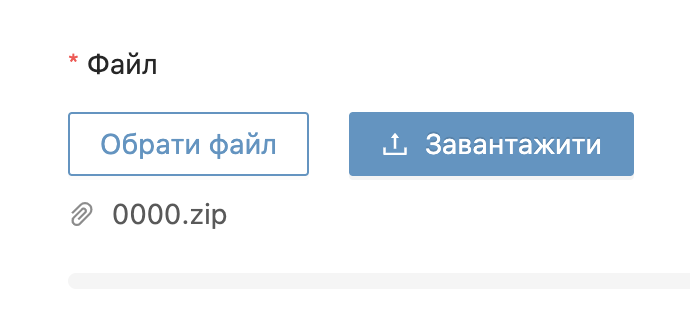 * Файл
Обрати файл
Завантажити
0000.zip